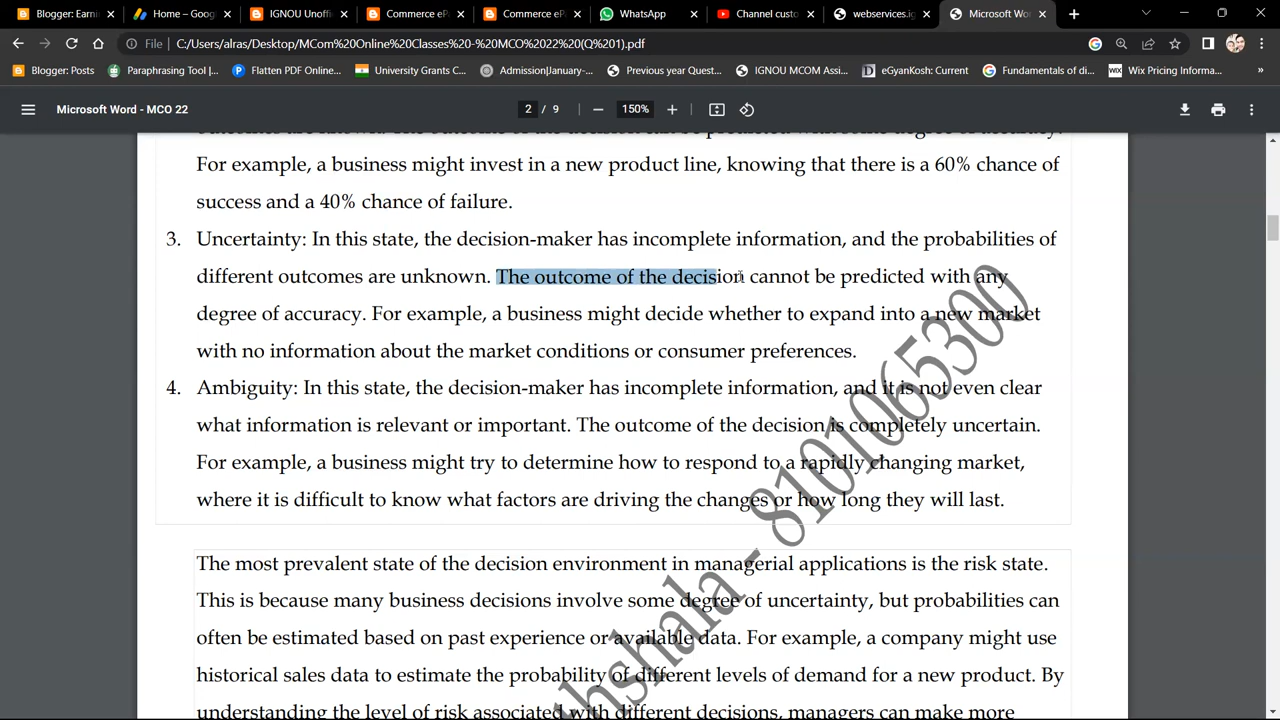 Blogger: Earni
Home – Goog
IGNOU Unoffi
Commerce eP
Commerce eP
WhatsApp
Channel custo
webservices.ig
Microsoft Wor
File
C:/Users/alras/Desktop/MCom%20Online%20Classes%20-%20MCO%2022%20(Q%201).pdf
Blogger: Posts
Paraphrasing Tool |...
Flatten PDF Online...
University Grants C...
Admission|January-...
Previous year Quest...
IGNOU MCOM Assi...
eGyanKosh: Current
Fundamentals of di...
Wix Pricing Informa...
»
Microsoft Word - MCO 22
2 / 9
150%
For example, a business might invest in a new product line, knowing that there is a 60% chance of
success and a 40% chance of failure.
3. Uncertainty: In this state, the decision-maker has incomplete information, and the probabilities of
different outcomes are unknown. The outcome of the decision cannot be predicted with any
degree of accuracy. For example, a business might decide whether to expand into a new market
with no information about the market conditions or consumer preferences.
4. Ambiguity: In this state, the decision-maker has incomplete information, and it is not even clear
what information is relevant or important. The outcome of the decision is completely uncertain.
For example, a business might try to determine how to respond to a rapidly changing market,
where it is difficult to know what factors are driving the changes or how long they will last.
The most prevalent state of the decision environment in managerial applications is the risk state.
This is because many business decisions involve some degree of uncertainty, but probabilities can
often be estimated based on past experience or available data. For example, a company might use
historical sales data to estimate the probability of different levels of demand for a new product. By
understanding the level of risk associated with different decisions, managers can make more
thshala - 8101065300